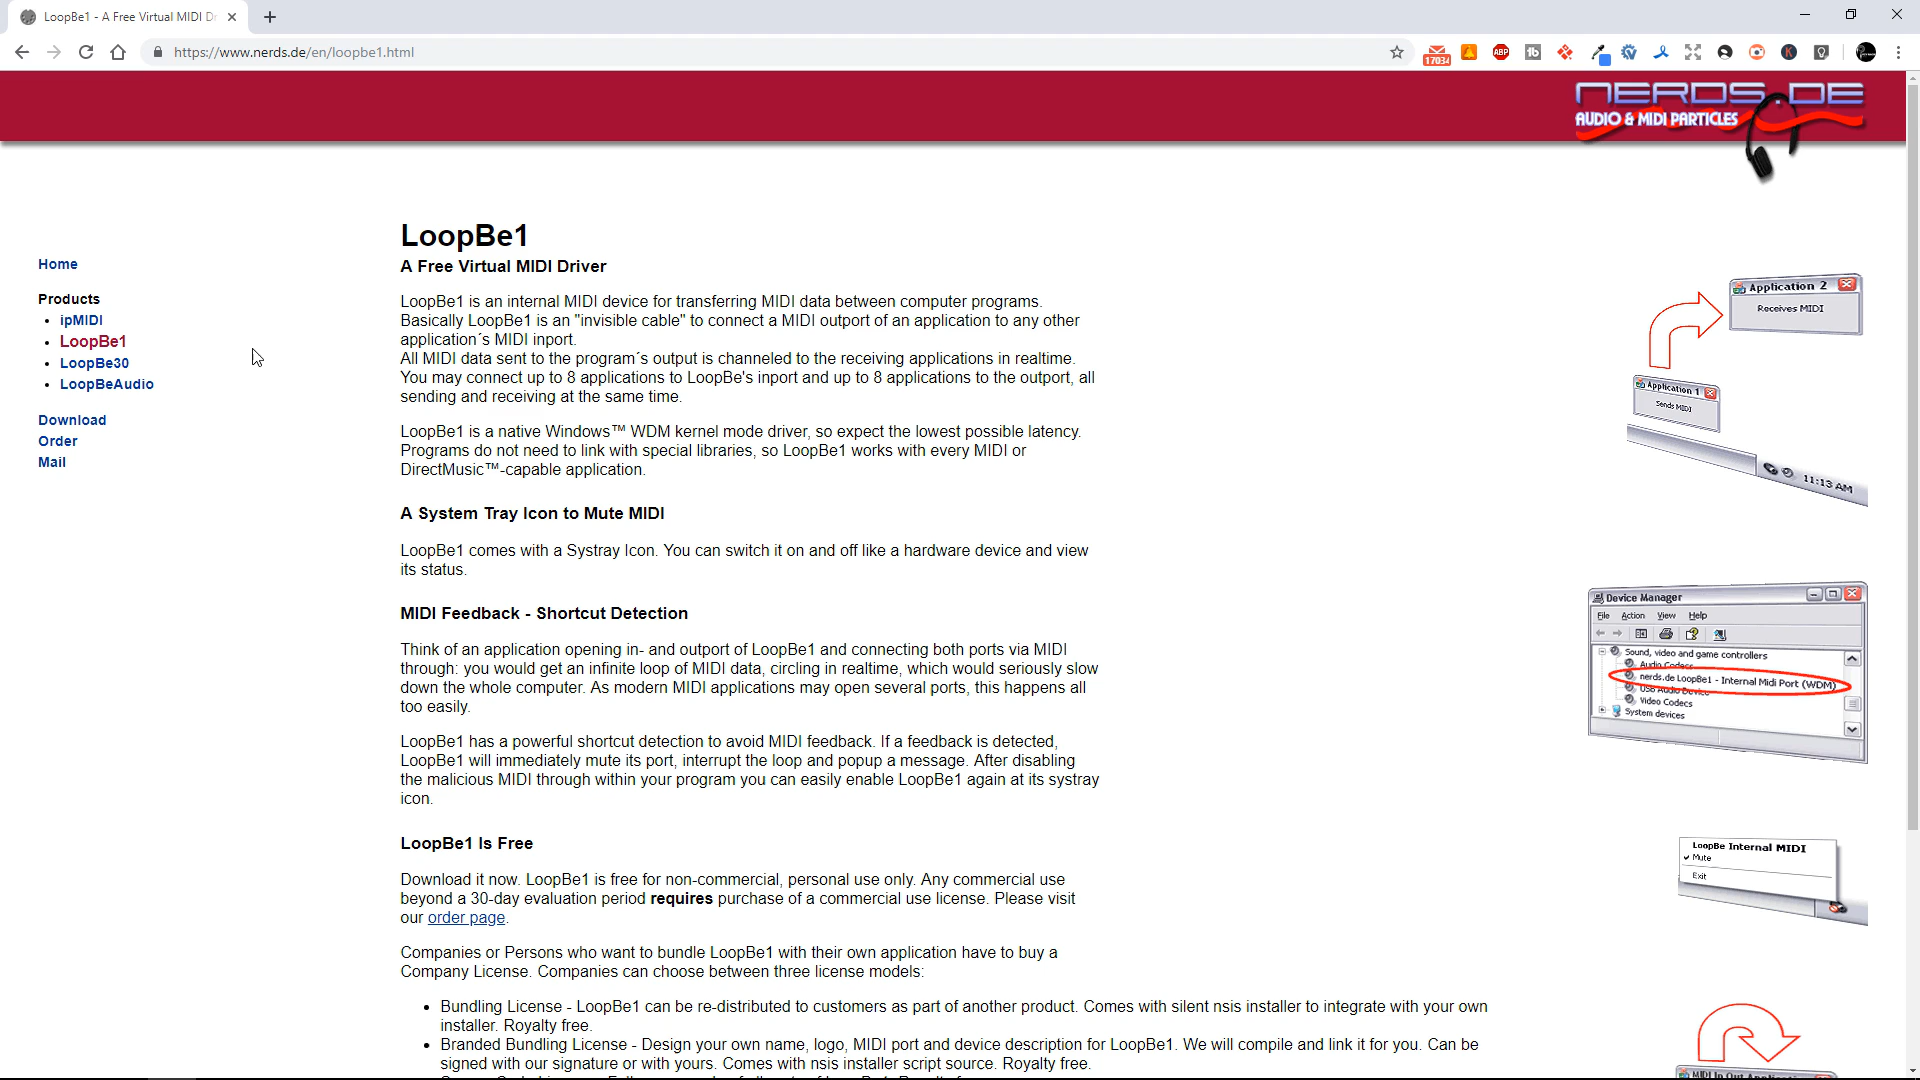 LoopBe1 - A Free Virtual MIDI Dr
https://www.nerds.de/en/loopbe1.html
17034
ABP
tb
K
NERDS.DE
AUDIO & MIDI PARTICLES
Home
Products
• ipMIDI
• LoopBe1
• LoopBe30
• LoopBeAudio
Download
Order
Mail
LoopBe1
A Free Virtual MIDI Driver
LoopBe1 is an internal MIDI device for transferring MIDI data between computer programs.
Basically LoopBe1 is an "invisible cable" to connect a MIDI outport of an application to any other
application´s MIDI inport.
All MIDI data sent to the program´s output is channeled to the receiving applications in realtime.
You may connect up to 8 applications to LoopBe's inport and up to 8 applications to the outport, all
sending and receiving at the same time.
LoopBe1 is a native Windows™ WDM kernel mode driver, so expect the lowest possible latency.
Programs do not need to link with special libraries, so LoopBe1 works with every MIDI or
DirectMusic™-capable application.
A System Tray Icon to Mute MIDI
LoopBe1 comes with a Systray Icon. You can switch it on and off like a hardware device and view
its status.
MIDI Feedback - Shortcut Detection
Think of an application opening in- and outport of LoopBe1 and connecting both ports via MIDI
through: you would get an infinite loop of MIDI data, circling in realtime, which would seriously slow
down the whole computer. As modern MIDI applications may open several ports, this happens all
too easily.
LoopBe1 has a powerful shortcut detection to avoid MIDI feedback. If a feedback is detected,
LoopBe1 will immediately mute its port, interrupt the loop and popup a message. After disabling
the malicious MIDI through within your program you can easily enable LoopBe1 again at its systray
icon.
LoopBe1 Is Free
Download it now. LoopBe1 is free for non-commercial, personal use only. Any commercial use
beyond a 30-day evaluation period requires purchase of a commercial use license. Please visit
our order page.
Companies or Persons who want to bundle LoopBe1 with their own application have to buy a
Company License. Companies can choose between three license models:
• Bundling License - LoopBe1 can be re-distributed to customers as part of another product. Comes with silent nsis installer to integrate with your own
installer. Royalty free.
• Branded Bundling License - Design your own name, logo, MIDI port and device description for LoopBe1. We will compile and link it for you. Can be
signed with our signature or with yours. Comes with nsis installer script source. Royalty free.
Application 2
Receives MIDI
Application 1
Sends MIDI
11:13 AM
Device Manager
File Action View Help
Sound, video and game controllers
Audio Codecs
nerds.de LoopBe1 - Internal Midi Port (WDM)
USB Audio Device
Video Codecs
System devices
LoopBe Internal MIDI
Mute
Exit